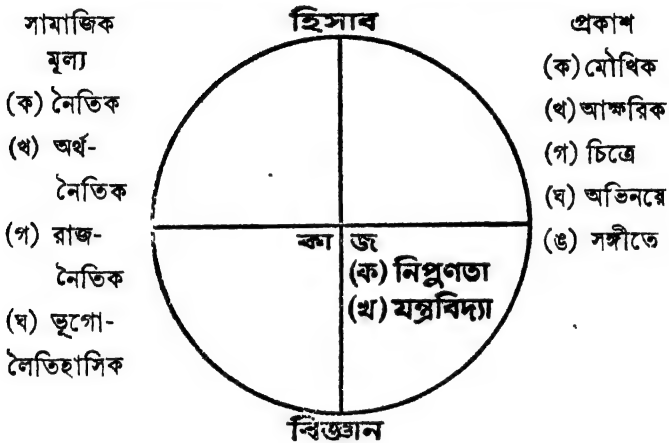 সামাজিক
মূল্য
(ক) নৈতিক
(খ) অর্থ-
নৈতিক
(গ) রাজ-
নৈতিক
(ঘ) ভূগো-
লৈতিহাসিক
হিসাব
কাজ
(ক) নিপুণতা
(খ) যন্ত্রবিদ্যা
বিজ্ঞান
প্রকাশ
(ক) মৌখিক
(খ) আক্ষরিক
(গ) চিত্রে
(ঘ) অভিনয়ে
(ঙ) সঙ্গীতে